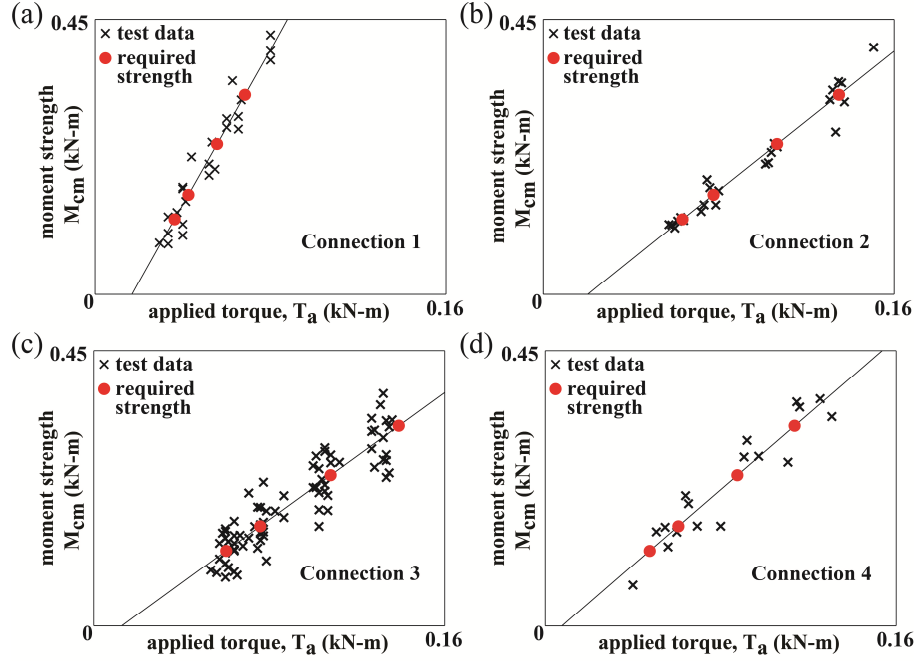 (a)
0.45
test data
required
strength
moment strength
Mcm (kN-m)
Connection 1
0
0.16
applied torque, Ta (kN-m)
(b)
0.45
test data
required
strength
moment strength
Mcm (kN-m)
Connection 2
0
0.16
applied torque, Ta (kN-m)
(c)
0.45
test data
required
strength
moment strength
Mcm (kN-m)
Connection 3
0
0.16
applied torque, Ta (kN-m)
(d)
0.45
test data
required
strength
moment strength
Mcm (kN-m)
Connection 4
0
0.16
applied torque, Ta (kN-m)